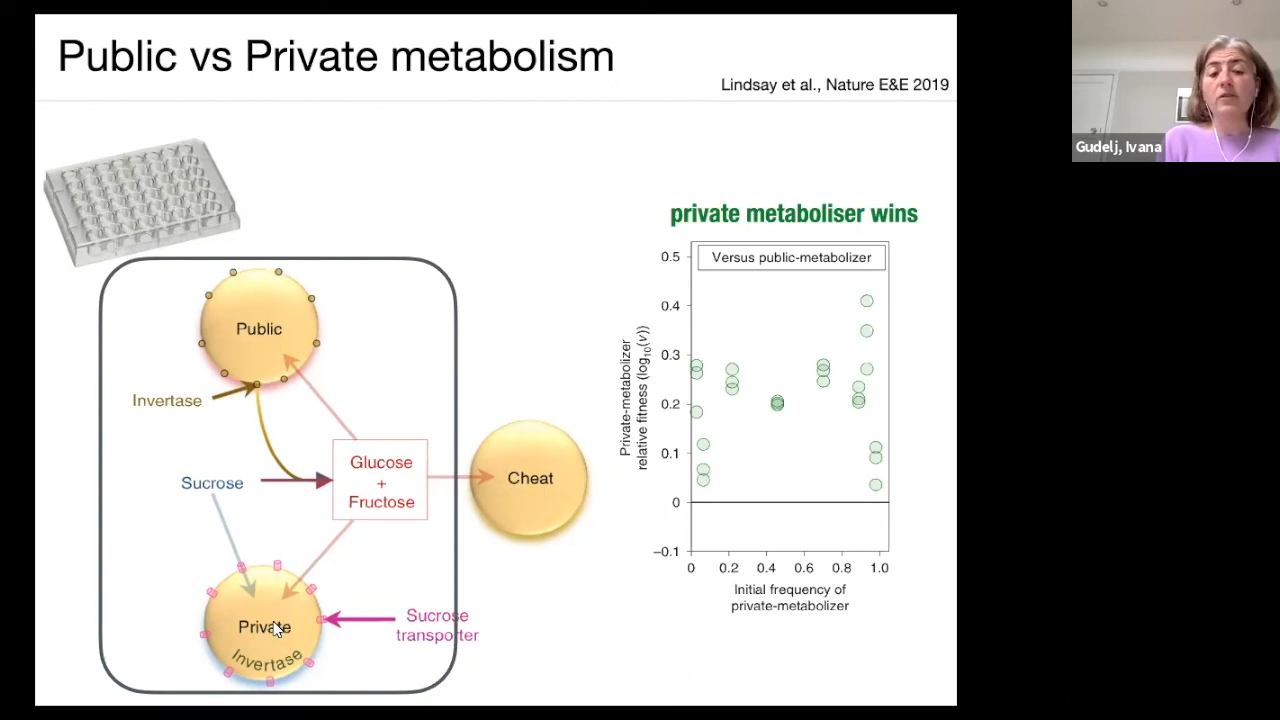 Public vs Private metabolism
Lindsay et al., Nature E&E 2019
Gudelj, Ivana
Public
Invertase
Sucrose
Glucose
+
Fructose
Cheat
Private
Invertase
Sucrose
transporter
private metaboliser wins
Versus public-metabolizer
0.5
0.4
0.3
0.2
0.1
0
−0.1
Private-metabolizer
relative fitness (log10(v))
0 0.2 0.4 0.6 0.8 1.0
Initial frequency of
private-metabolizer